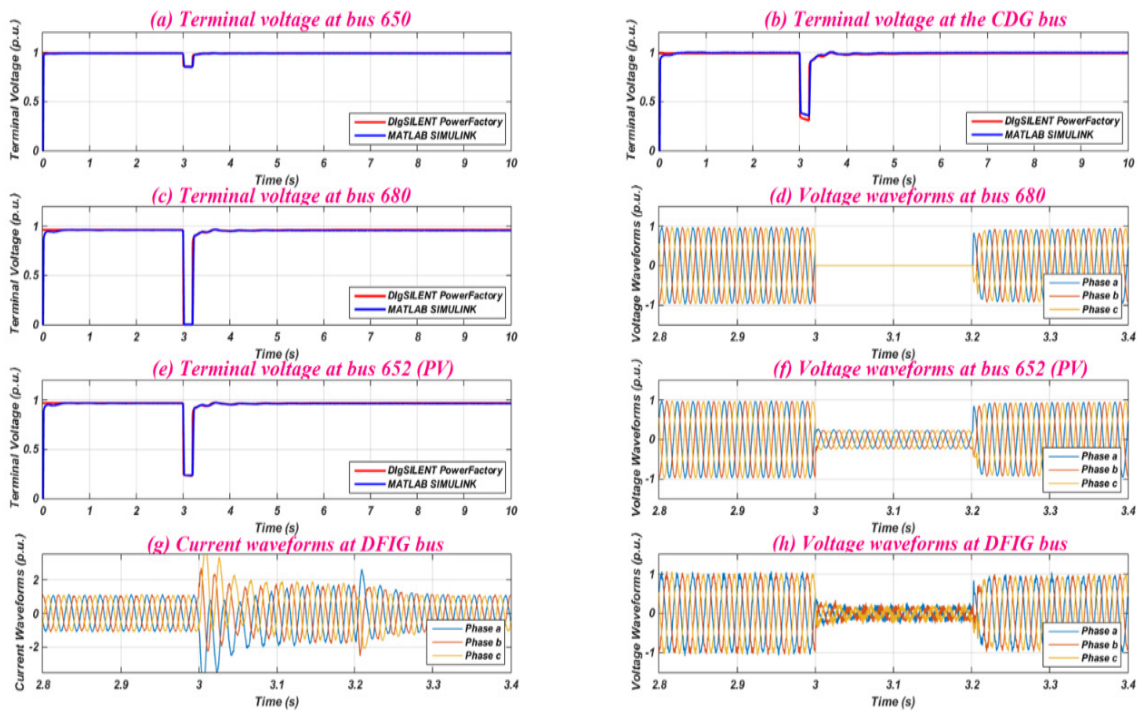 (a) Terminal voltage at bus 650
Terminal Voltage (p.u.)
1
0.5
0
DIgSILENT PowerFactory
MATLAB SIMULINK
0 1 2 3 4 5 6 7 8 9 10
Time (s)
(b) Terminal voltage at the CDG bus
Terminal Voltage (p.u.)
1
0.5
0
DIgSILENT PowerFactory
MATLAB SIMULINK
0 1 2 3 4 5 6 7 8 9 10
Time (s)
(c) Terminal voltage at bus 680
Terminal Voltage (p.u.)
1
0.5
0
DIgSILENT PowerFactory
MATLAB SIMULINK
0 1 2 3 4 5 6 7 8 9 10
Time (s)
(d) Voltage waveforms at bus 680
Voltage Waveforms (p.u.)
1
0
-1
Phase a
Phase b
Phase c
2.8 2.9 3 3.1 3.2 3.3 3.4
Time (s)
(e) Terminal voltage at bus 652 (PV)
Terminal Voltage (p.u.)
1
0.5
0
DIgSILENT PowerFactory
MATLAB SIMULINK
0 1 2 3 4 5 6 7 8 9 10
Time (s)
(f) Voltage waveforms at bus 652 (PV)
Voltage Waveforms (p.u.)
1
0
-1
Phase a
Phase b
Phase c
2.8 2.9 3 3.1 3.2 3.3 3.4
Time (s)
(g) Current waveforms at DFIG bus
Current Waveforms (p.u.)
2
0
-2
Phase a
Phase b
Phase c
2.8 2.9 3 3.1 3.2 3.3 3.4
Time (s)
(h) Voltage waveforms at DFIG bus
Voltage Waveforms (p.u.)
1
0
-1
Phase a
Phase b
Phase c
2.8 2.9 3 3.1 3.2 3.3 3.4
Time (s)